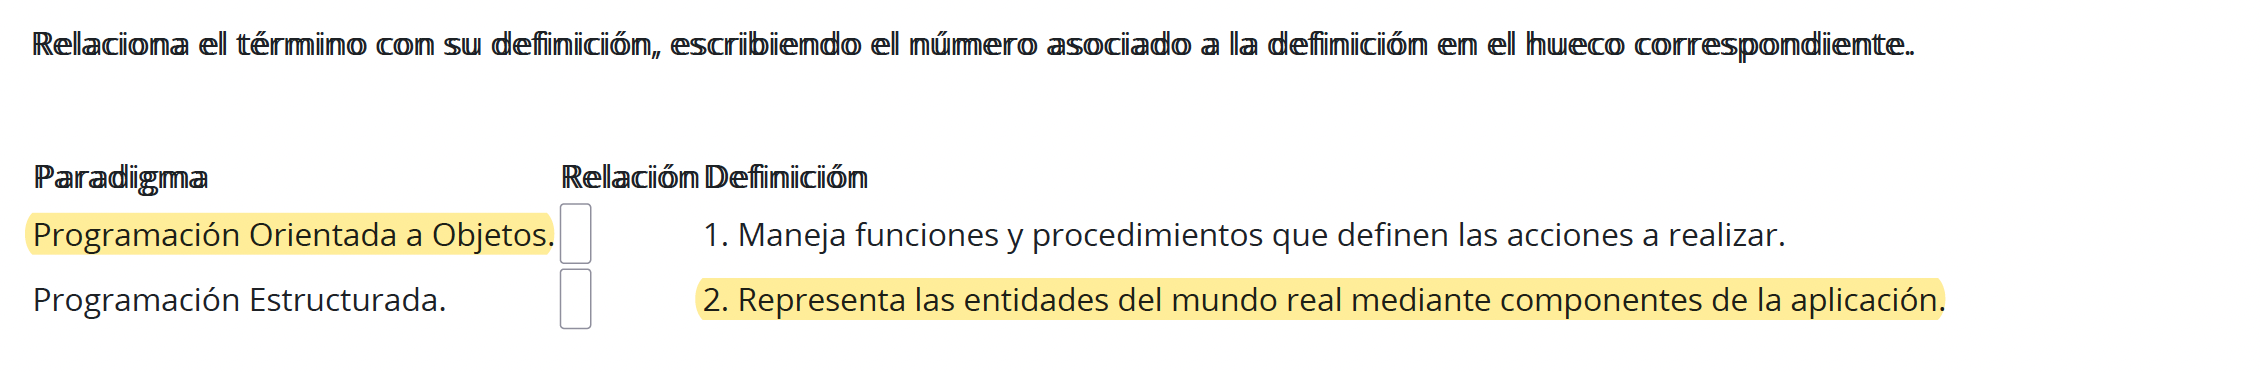 Relaciona el término con su definición, escribiendo el número asociado a la definición en el hueco correspondiente.
Paradigma Relación Definición
Programación Orientada a Objetos. 1. Maneja funciones y procedimientos que definen las acciones a realizar.
Programación Estructurada. 2. Representa las entidades del mundo real mediante componentes de la aplicación.